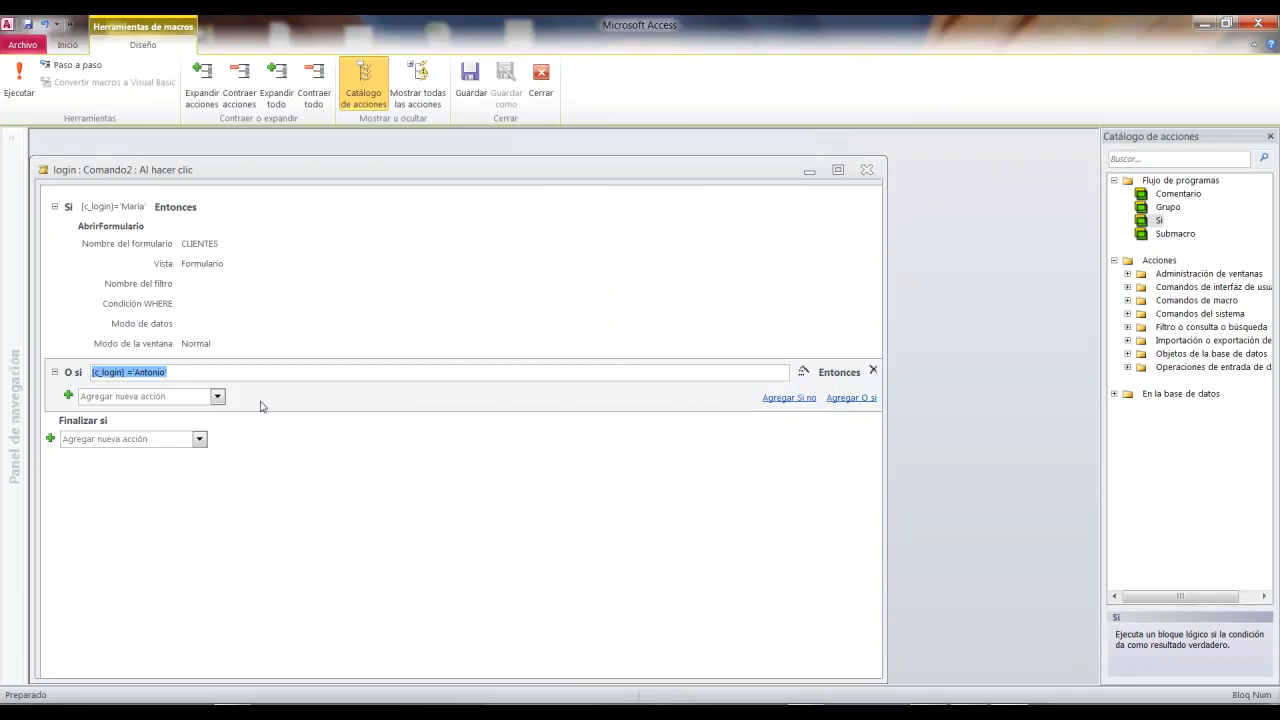 Herramientas de macros
Microsoft Access
Archivo
Inicio
Diseño
Ejecutar
Paso a paso
Convertir macros a Visual Basic
Herramientas
Expandir acciones
Contraer acciones
Expandir todo
Contraer todo
Contraer o expandir
Catálogo de acciones
Mostrar todas las acciones
Mostrar u ocultar
Guardar
Guardar como
Cerrar
Cerrar
Panel de navegación
login : Comando2 : Al hacer clic
Si [c_login]='María' Entonces
AbrirFormulario
Nombre del formulario CLIENTES
Vista Formulario
Nombre del filtro
Condición WHERE
Modo de datos
Modo de la ventana Normal
O si [c_login] ='Antonio' Entonces
Agregar nueva acción Agregar Si no Agregar O si
Finalizar si
Agregar nueva acción
Catálogo de acciones
Buscar...
Flujo de programas
Comentario
Grupo
Si
Submacro
Acciones
Administración de ventanas
Comandos de interfaz de usua
Comandos de macro
Comandos del sistema
Filtro o consulta o búsqueda
Importación o exportación de
Objetos de la base de datos
Operaciones de entrada de d
En la base de datos
Si
Ejecuta un bloque lógico si la condición
da como resultado verdadero.
Preparado
Bloq Num